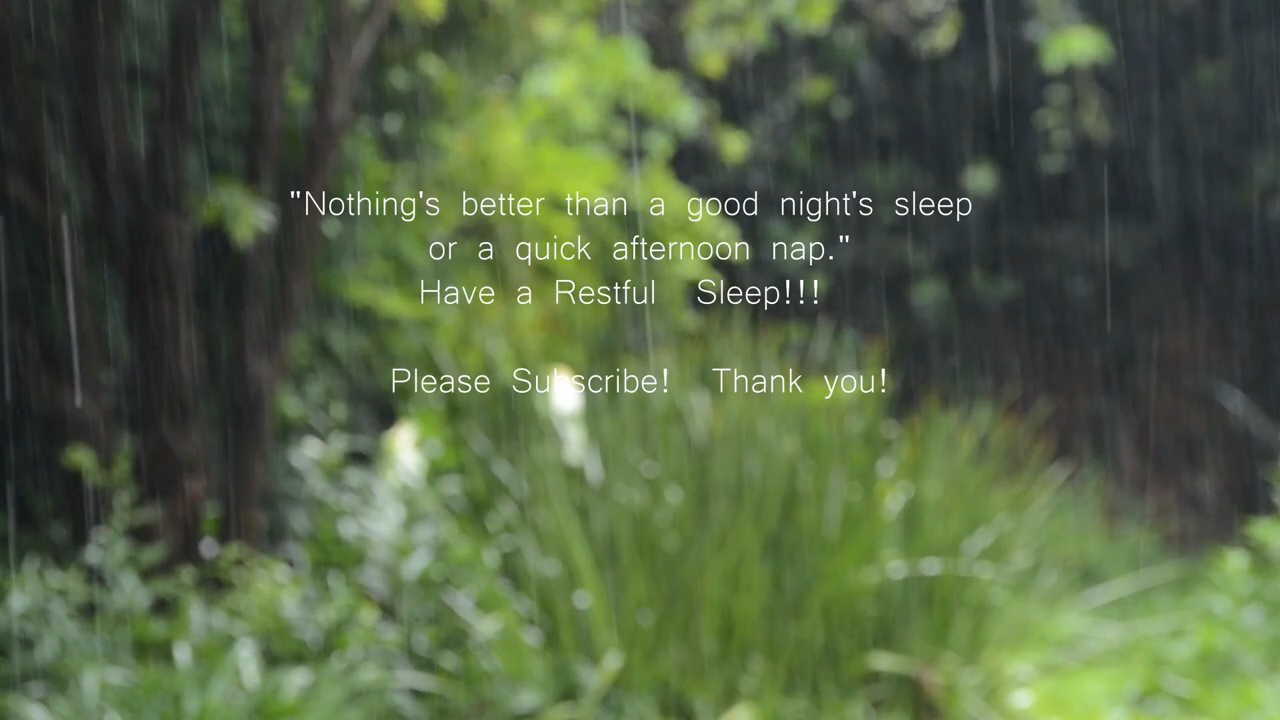 "Nothing's better than a good night's sleep
or a quick afternoon nap."
Have a Restful Sleep!!!
Please Subscribe! Thank you!